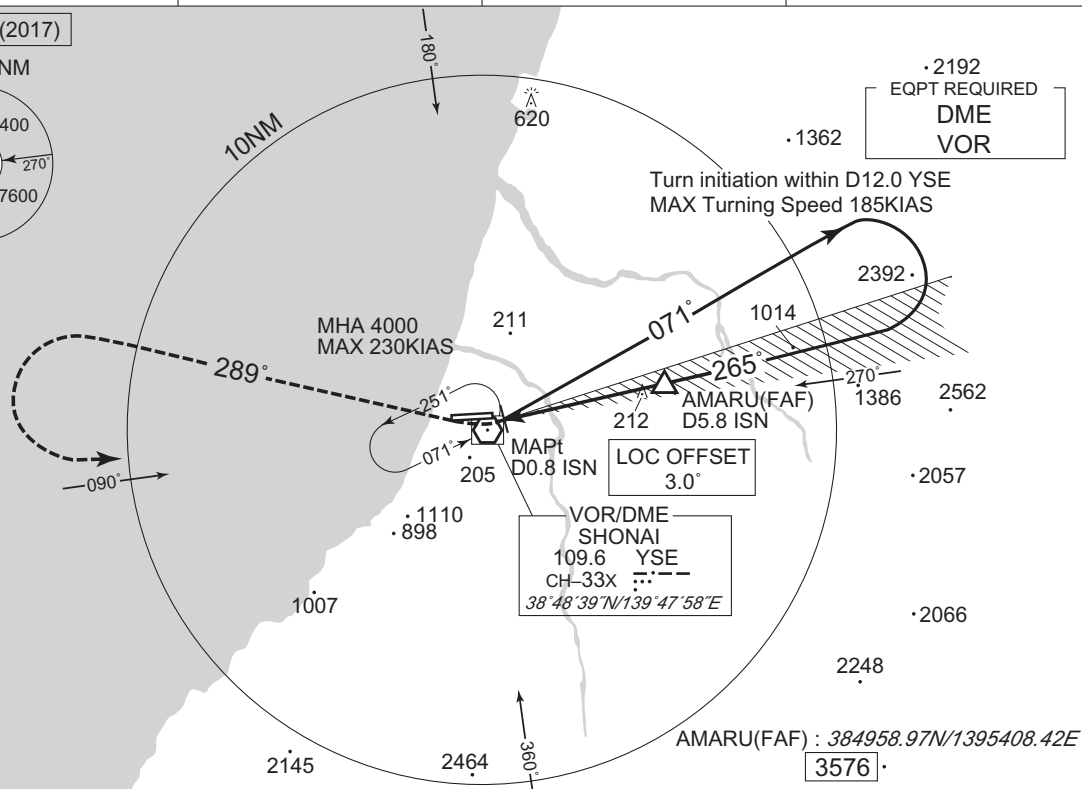 (2017)
NM
400
270°
7600
180°
2192
EQPT REQUIRED
DME
VOR
10NM
620
1362
Turn initiation within D12.0 YSE
MAX Turning Speed 185KIAS
2392
071°
1014
MHA 4000
MAX 230KIAS
211
289°
265°
270°
1386
2562
251°
AMARU(FAF)
D5.8 ISN
212
071°
MAPt
D0.8 ISN
205
LOC OFFSET
3.0°
090°
2057
1110
898
VOR/DME
SHONAI
109.6 YSE
CH–33X
38°48´39˝N/139°47´58˝E
1007
2066
2248
360°
AMARU(FAF) : 384958.97N/1395408.42E
2145
2464
3576